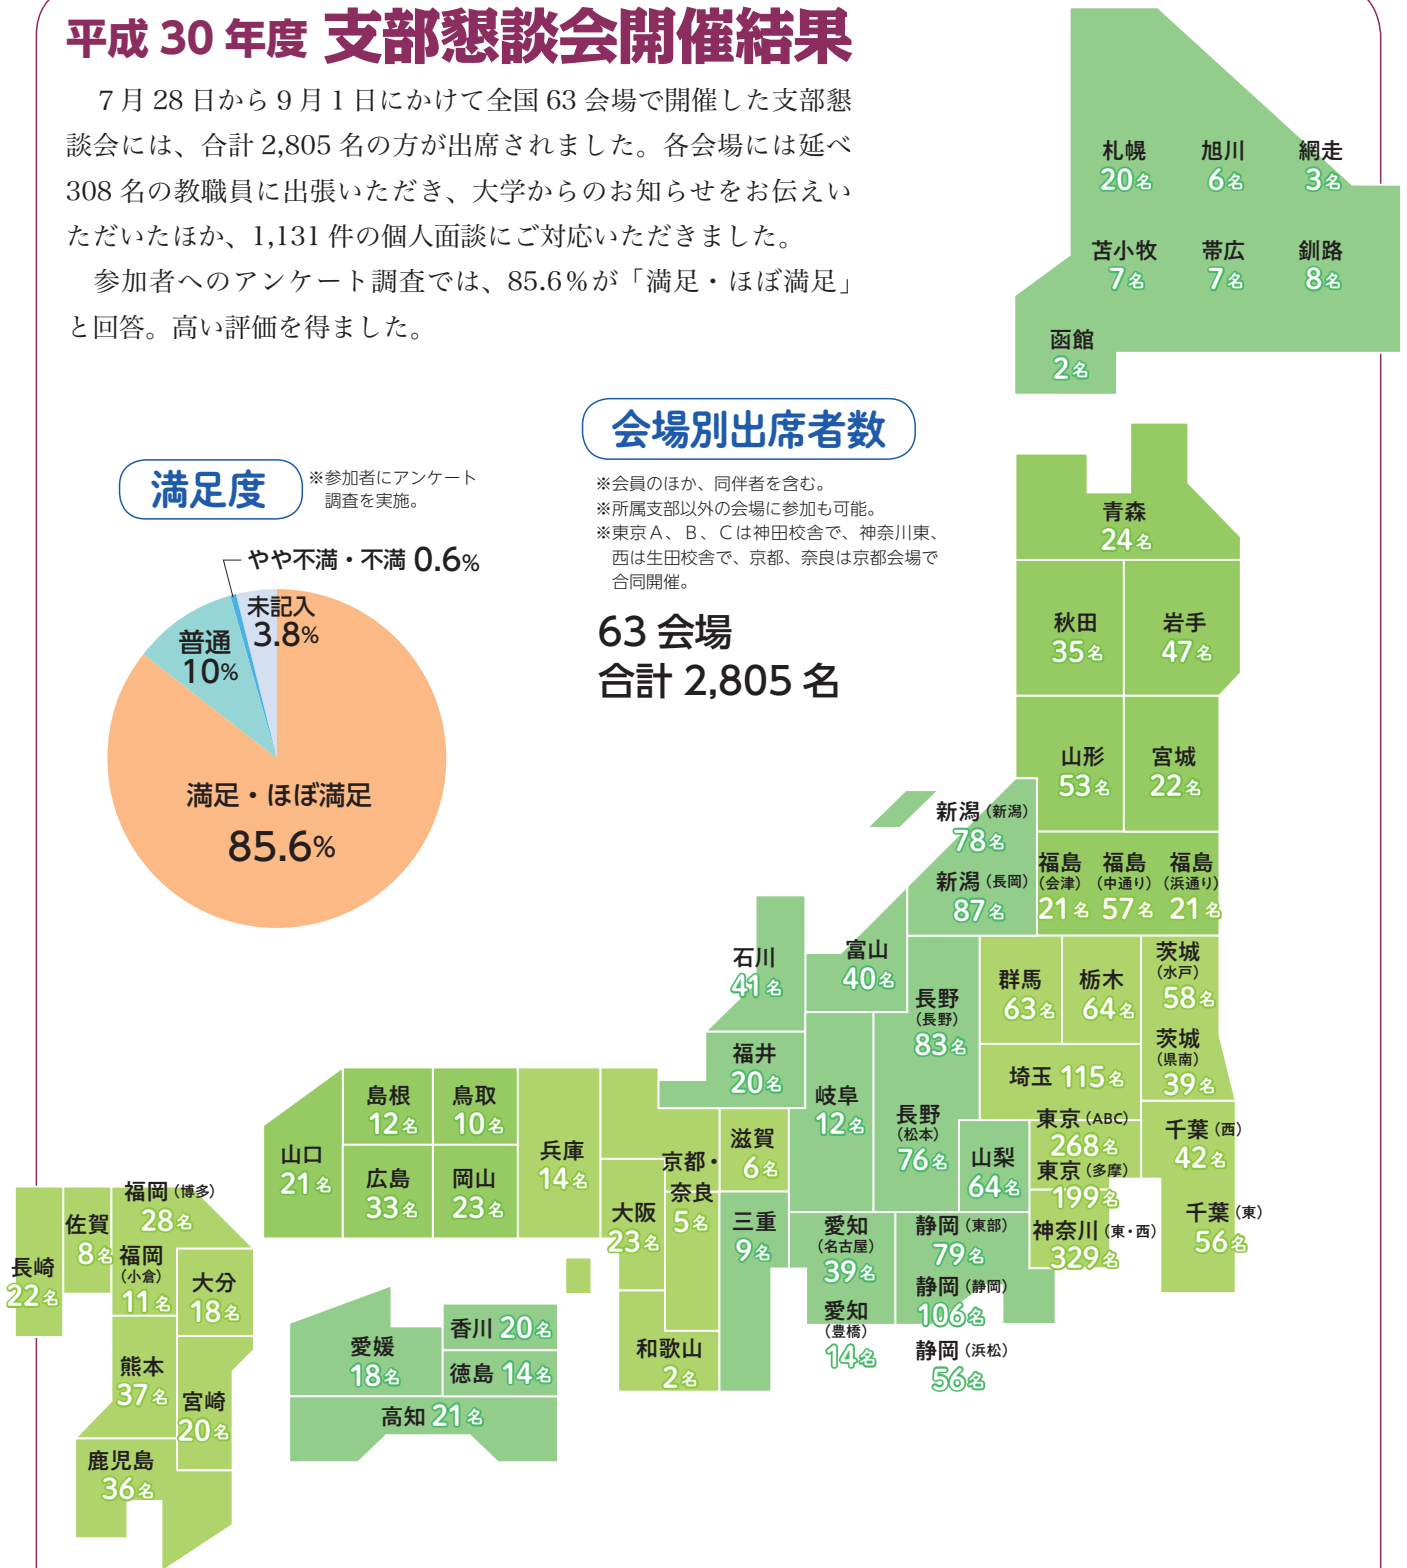 平成 30 年度 支部懇談会開催結果
7 月 28 日から 9 月 1 日にかけて全国 63 会場で開催した支部懇
談会には、合計 2,805 名の方が出席されました。各会場には延べ
308 名の教職員に出張いただき、大学からのお知らせをお伝えい
ただいたほか、1,131 件の個人面談にご対応いただきました。
参加者へのアンケート調査では、85.6％が「満足・ほぼ満足」
と回答。高い評価を得ました。
満足度
※参加者にアンケート
調査を実施。
やや不満・不満 0.6%
未記入
3.8%
普通
10%
満足・ほぼ満足
85.6%
会場別出席者数
※会員のほか、同伴者を含む。
※所属支部以外の会場に参加も可能。
※東京Ａ、Ｂ、Ｃは神田校舎で、神奈川東、
西は生田校舎で、京都、奈良は京都会場で
合同開催。
63 会場
合計 2,805 名
札幌
20名
旭川
6名
網走
3名
苫小牧
7名
帯広
7名
釧路
8名
函館
2名
青森
24名
秋田
35名
岩手
47名
山形
53名
宮城
22名
新潟（新潟）
78名
新潟（長岡）
87名
福島
（会津）
21名
福島
（中通り）
57名
福島
（浜通り）
21名
石川
41名
富山
40名
長野
（長野）
83名
群馬
63名
栃木
64名
茨城
（水戸）
58名
茨城
（県南）
39名
福井
20名
岐阜
12名
長野
（松本）
76名
埼玉 115名
東京（ABC）
268名
東京（多摩）
199名
千葉（西）
42名
千葉（東）
56名
山梨
64名
神奈川（東・西）
329名
島根
12名
鳥取
10名
兵庫
14名
京都・
奈良
5名
滋賀
6名
山口
21名
広島
33名
岡山
23名
大阪
23名
三重
9名
愛知
（名古屋）
39名
愛知
（豊橋）
14名
静岡（東部）
79名
静岡（静岡）
106名
静岡（浜松）
56名
和歌山
2名
福岡（博多）
28名
佐賀
8名
福岡
（小倉）
11名
長崎
22名
大分
18名
熊本
37名
宮崎
20名
鹿児島
36名
愛媛
18名
香川 20名
徳島 14名
高知 21名